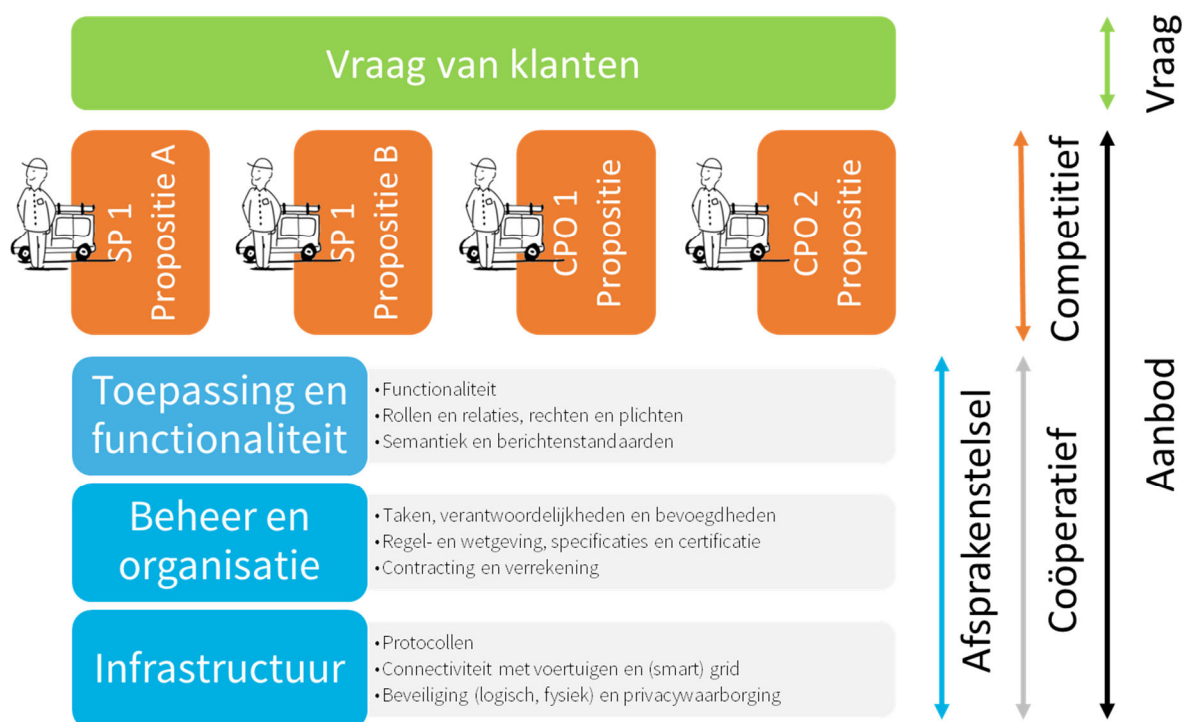 Vraag van klanten
SP 1
Propositie A
SP 1
Propositie B
CPO 1
Propositie
CPO 2
Propositie
Toepassing en
functionaliteit
•Functionaliteit
•Rollen en relaties, rechten en plichten
•Semantiek en berichtenstandaarden
Beheer en
organisatie
•Taken, verantwoordelijkheden en bevoegdheden
•Regel- en wetgeving, specificaties en certificatie
•Contracting en verrekening
Infrastructuur
•Protocollen
•Connectiviteit met voertuigen en (smart) grid
•Beveiliging (logisch, fysiek) en privacywaarborging
Afsprakenstelsel
Competitief
Coöperatief
Vraag
Aanbod